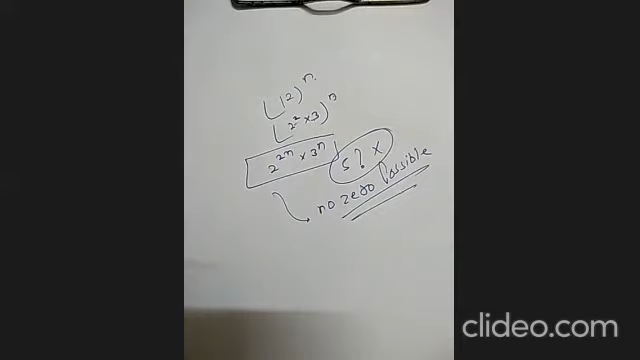 (12)ⁿ
(2² × 3)ⁿ
2²ⁿ × 3ⁿ
5? ×
no zero Possible
clideo.com